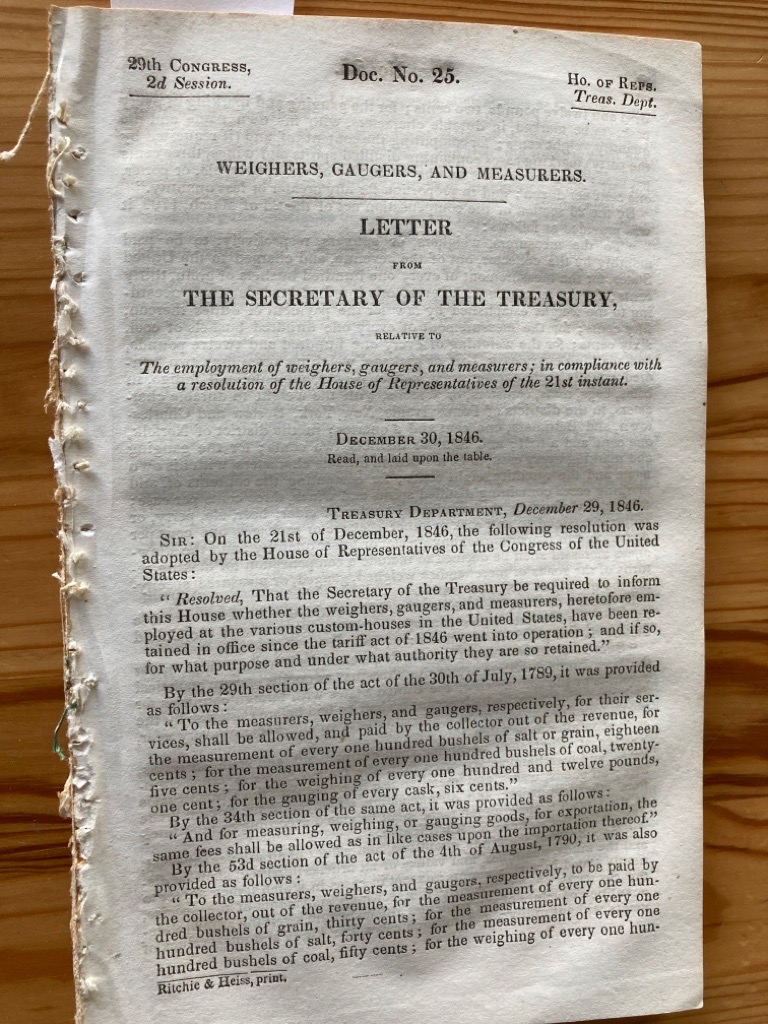 29th Congress,
2d Session.
Doc. No. 25.
Ho. of Reps.
Treas. Dept.
WEIGHERS, GAUGERS, AND MEASURERS.
LETTER
FROM
THE SECRETARY OF THE TREASURY,
RELATIVE TO
The employment of weighers, gaugers, and measurers; in compliance with
a resolution of the House of Representatives of the 21st instant.
December 30, 1846.
Read, and laid upon the table.
Treasury Department, December 29, 1846.
Sir: On the 21st of December, 1846, the following resolution was
adopted by the House of Representatives of the Congress of the United
States:
"Resolved, That the Secretary of the Treasury be required to inform
this House whether the weighers, gaugers, and measurers, heretofore em-
ployed at the various custom-houses in the United States, have been re-
tained in office since the tariff act of 1846 went into operation; and if so,
for what purpose and under what authority they are so retained."
By the 29th section of the act of the 30th of July, 1789, it was provided
as follows:
"To the measurers, weighers, and gaugers, respectively, for their ser-
vices, shall be allowed, and paid by the collector out of the revenue, for
the measurement of every one hundred bushels of salt or grain, eighteen
cents; for the measurement of every one hundred bushels of coal, twenty-
five cents; for the weighing of every one hundred and twelve pounds,
one cent; for the gauging of every cask, six cents."
By the 34th section of the same act, it was provided as follows:
"And for measuring, weighing, or gauging goods, for exportation, the
same fees shall be allowed as in like cases upon the importation thereof."
By the 53d section of the act of the 4th of August, 1790, it was also
provided as follows:
"To the measurers, weighers, and gaugers, respectively, to be paid by
the collector, out of the revenue, for the measurement of every one hun-
dred bushels of grain, thirty cents; for the measurement of every one
hundred bushels of salt, forty cents; for the measurement of every one
hundred bushels of coal, fifty cents; for the weighing of every one hun-
Ritchie & Heiss, print.